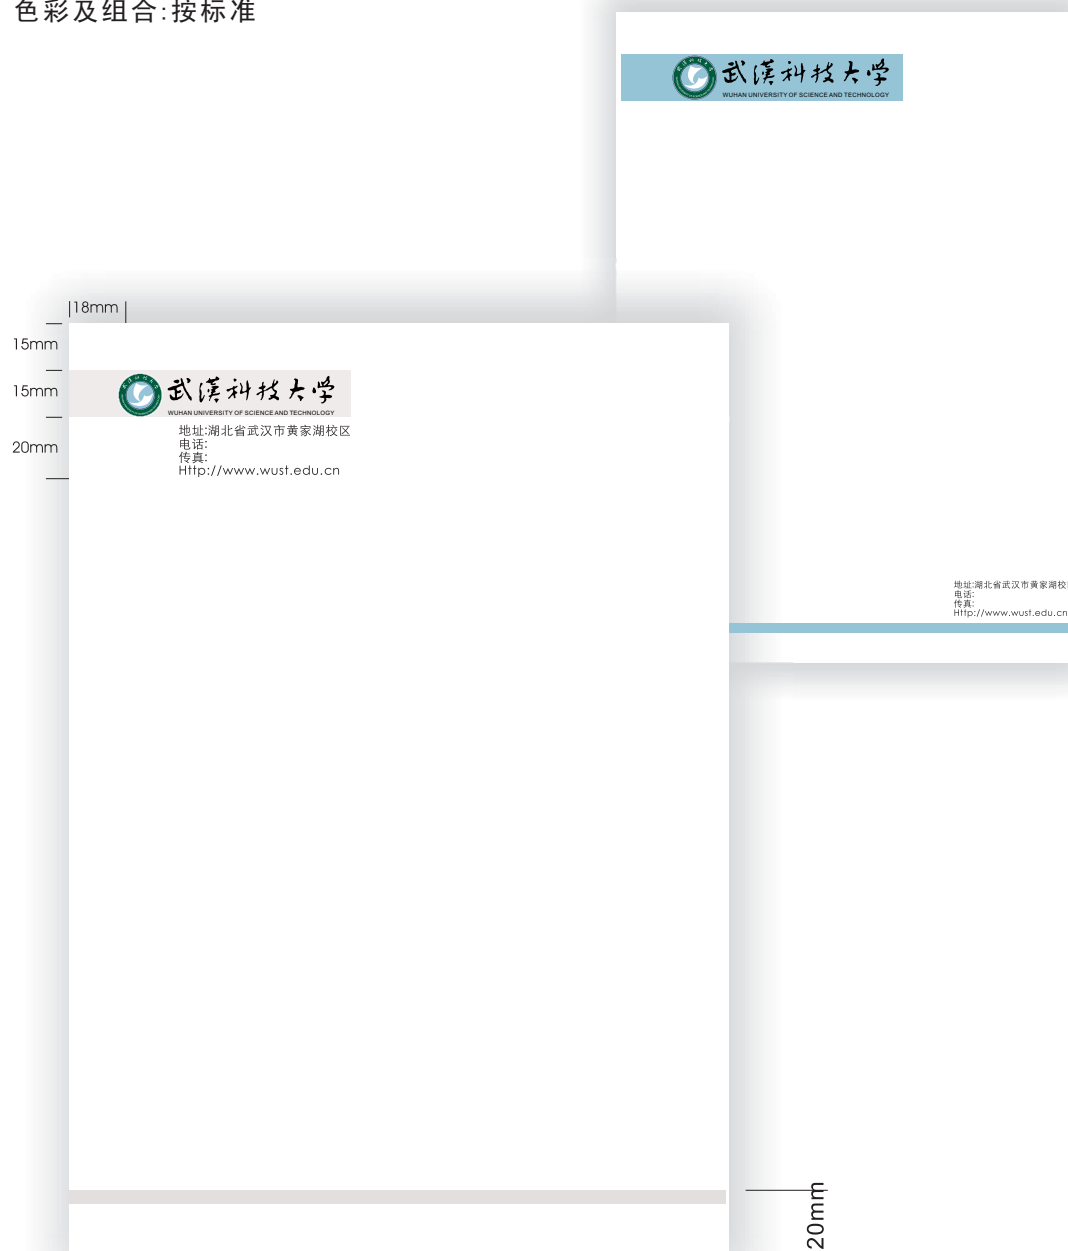 色彩及组合:按标准
武漢科技大学
WUHAN UNIVERSITY OF SCIENCE AND TECHNOLOGY
18mm
15mm
15mm
20mm
武漢科技大学
WUHAN UNIVERSITY OF SCIENCE AND TECHNOLOGY
地址:湖北省武汉市黄家湖校区
电话:
传真:
Http://www.wust.edu.cn
地址:湖北省武汉市黄家湖校
电话:
传真:
Http://www.wust.edu.cn
20mm